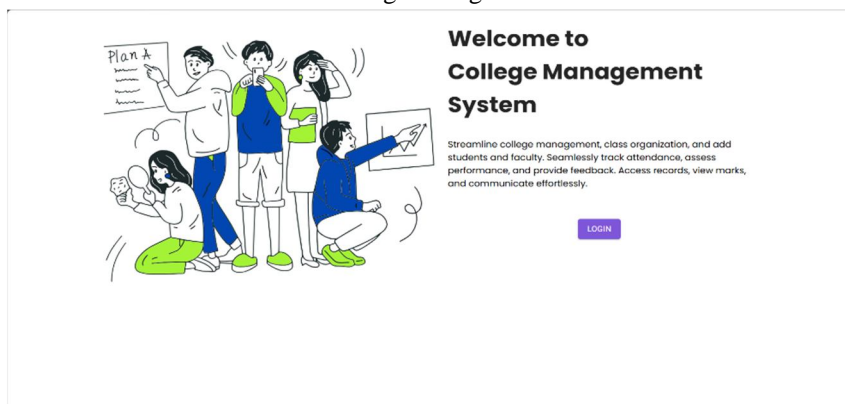 Plan A
Welcome to
College Management
System
Streamline college management, class organization, and add
students and faculty. Seamlessly track attendance, assess
performance, and provide feedback. Access records, view marks,
and communicate effortlessly.
LOGIN